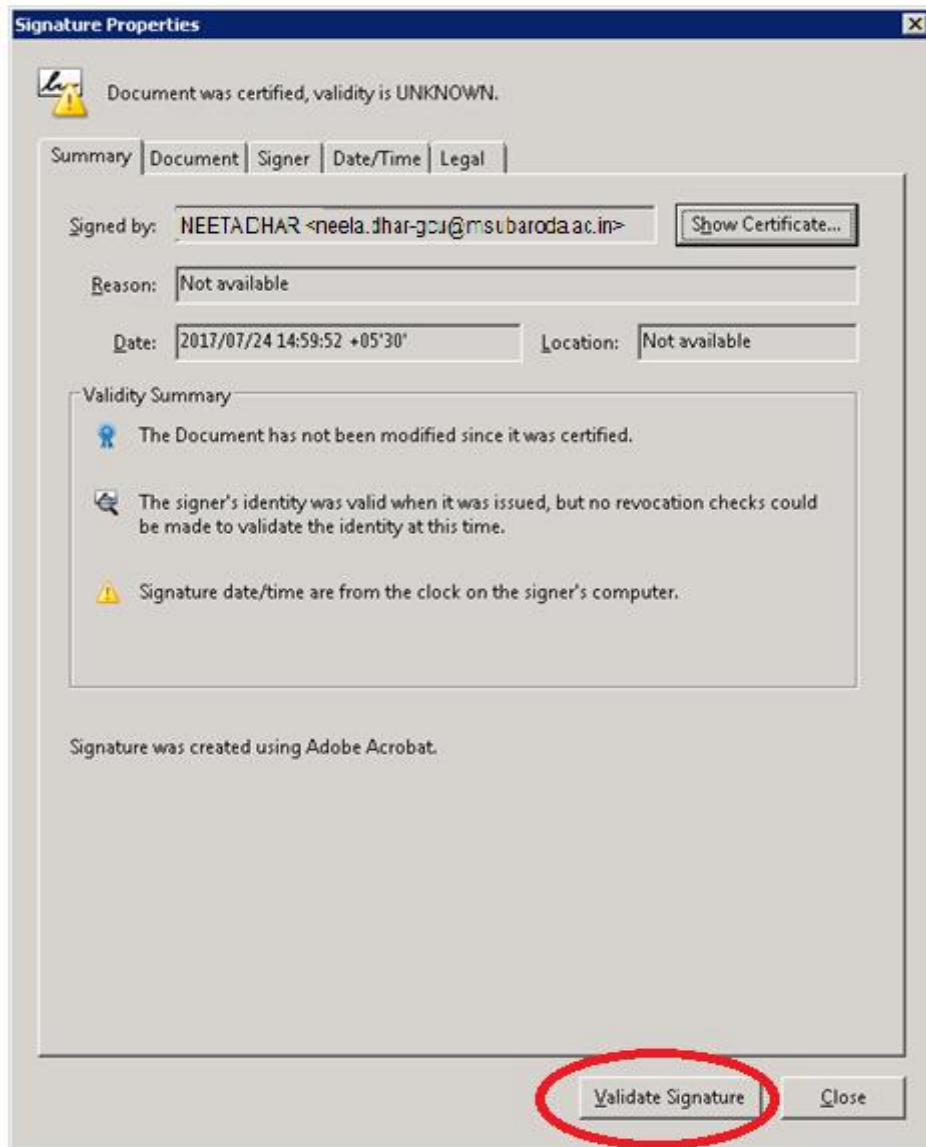 Signature Properties
Document was certified, validity is UNKNOWN.
Summary Document Signer Date/Time Legal
Signed by: NEETA DHAR <neela.dhar-gcu@msubaroda.ac.in> Show Certificate...
Reason: Not available
Date: 2017/07/24 14:59:52 +05'30' Location: Not available
Validity Summary
The Document has not been modified since it was certified.
The signer's identity was valid when it was issued, but no revocation checks could
be made to validate the identity at this time.
Signature date/time are from the clock on the signer's computer.
Signature was created using Adobe Acrobat.
Validate Signature Close